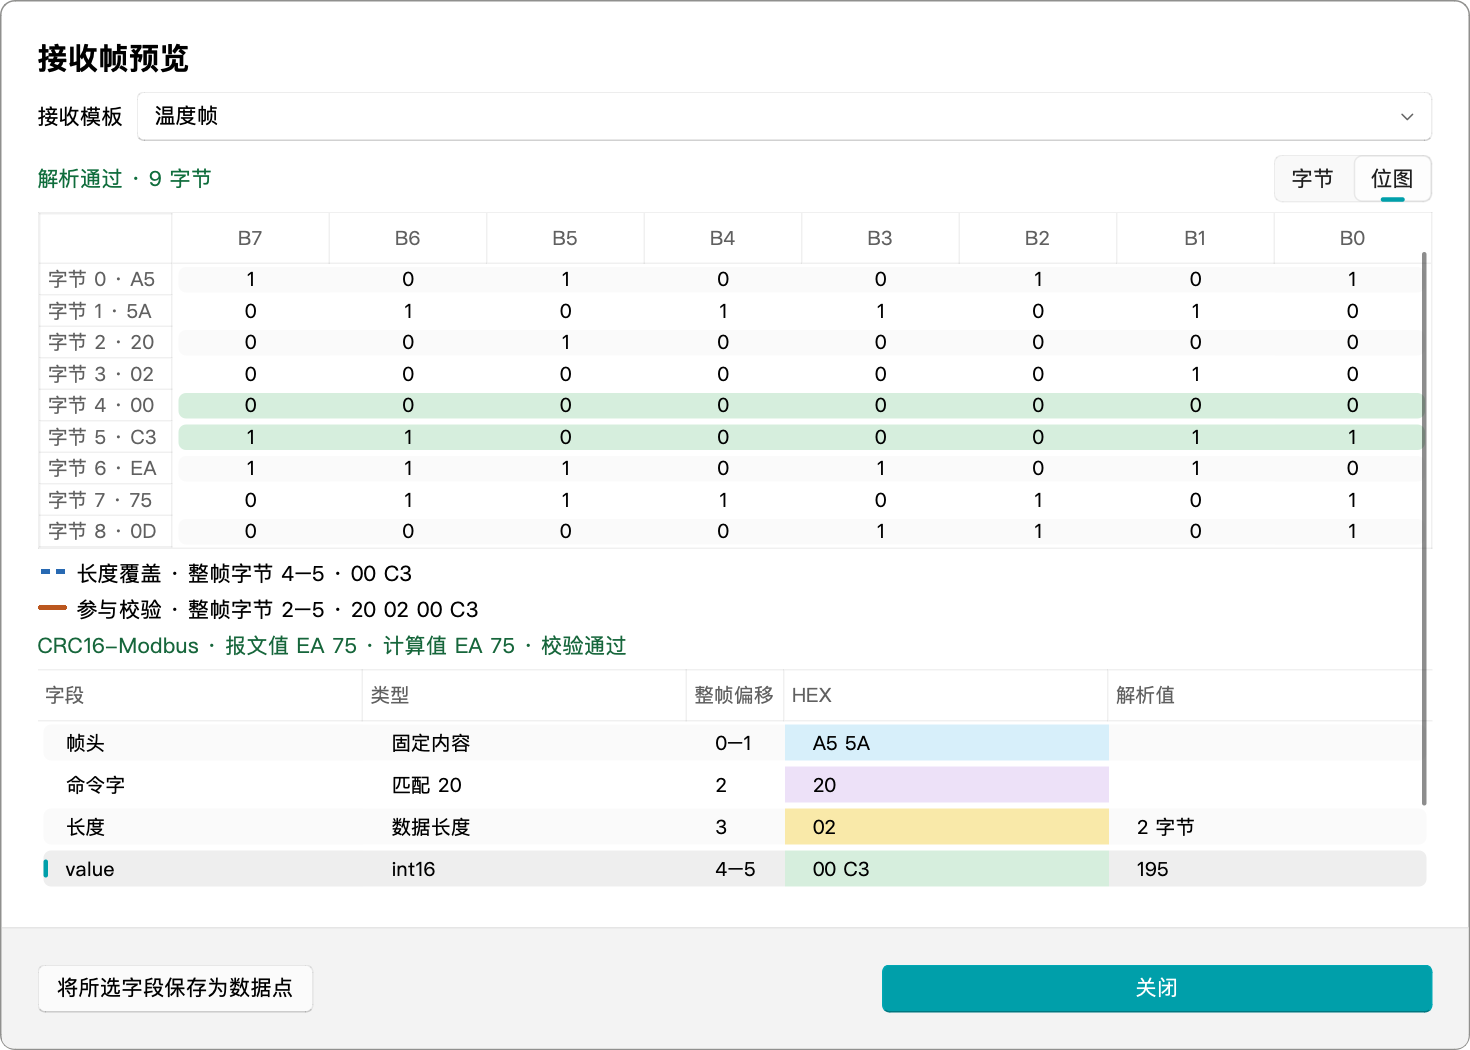 接收帧预览
接收模板 温度帧
解析通过 · 9 字节 字节 位图
B7 B6 B5 B4 B3 B2 B1 B0
字节 0 · A5 1 0 1 0 0 1 0 1
字节 1 · 5A 0 1 0 1 1 0 1 0
字节 2 · 20 0 0 1 0 0 0 0 0
字节 3 · 02 0 0 0 0 0 0 1 0
字节 4 · 00 0 0 0 0 0 0 0 0
字节 5 · C3 1 1 0 0 0 0 1 1
字节 6 · EA 1 1 1 0 1 0 1 0
字节 7 · 75 0 1 1 1 0 1 0 1
字节 8 · 0D 0 0 0 0 1 1 0 1
长度覆盖 · 整帧字节 4–5 · 00 C3
参与校验 · 整帧字节 2–5 · 20 02 00 C3
CRC16-Modbus · 报文值 EA 75 · 计算值 EA 75 · 校验通过
字段 类型 整帧偏移 HEX 解析值
帧头 固定内容 0–1 A5 5A
命令字 匹配 20 2 20
长度 数据长度 3 02 2 字节
value int16 4–5 00 C3 195
将所选字段保存为数据点 关闭